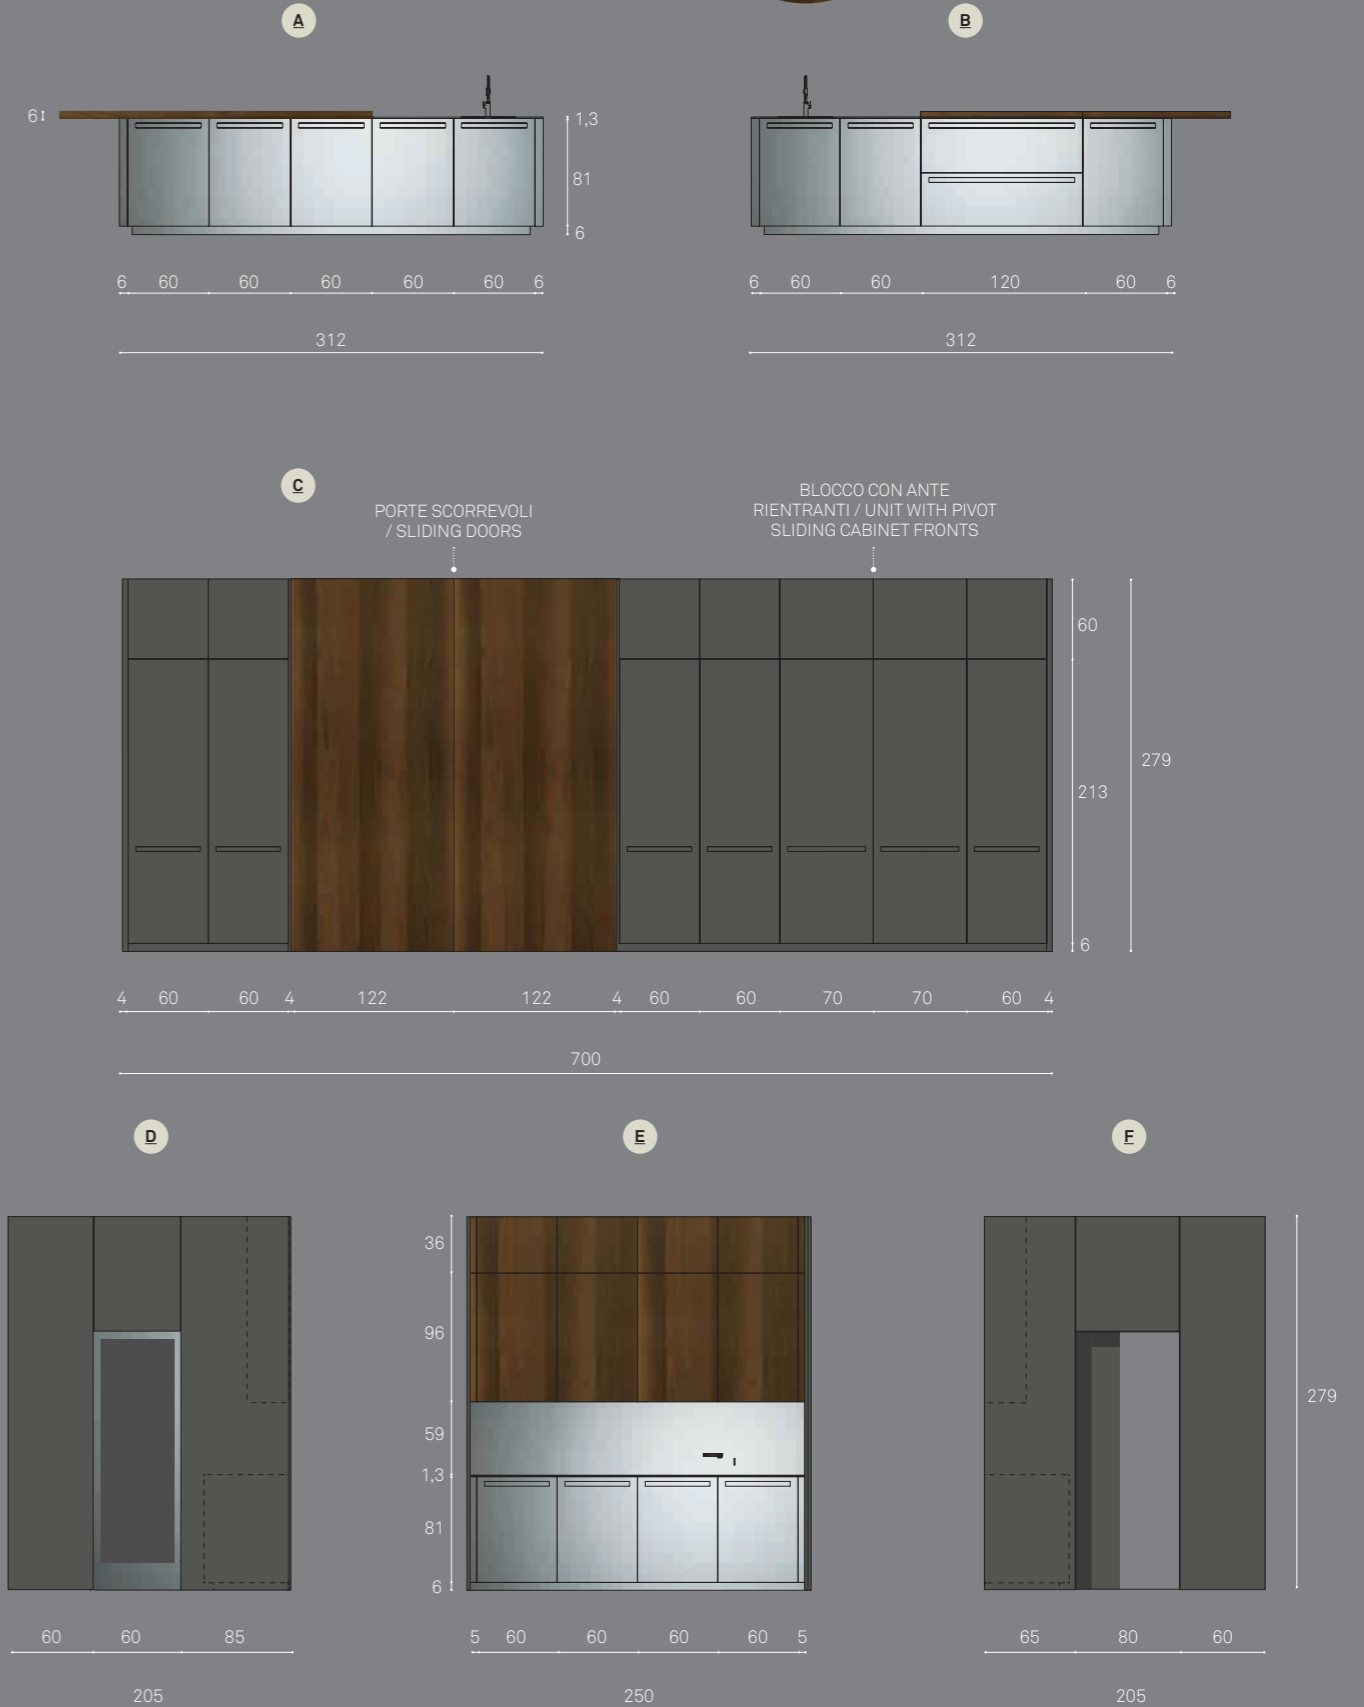 A
B
6
1,3
81
6
6 60 60 60 60 60 6
312
6 60 60 120 60 6
312
C
PORTE SCORREVOLI
/ SLIDING DOORS
BLOCCO CON ANTE
RIENTRANTI / UNIT WITH PIVOT
SLIDING CABINET FRONTS
60
213
6
279
4 60 60 4 122 122 4 60 60 70 70 60 4
700
D
E
F
36
96
59
1,3
81
6
279
60 60 85
205
5 60 60 60 60 5
250
65 80 60
205